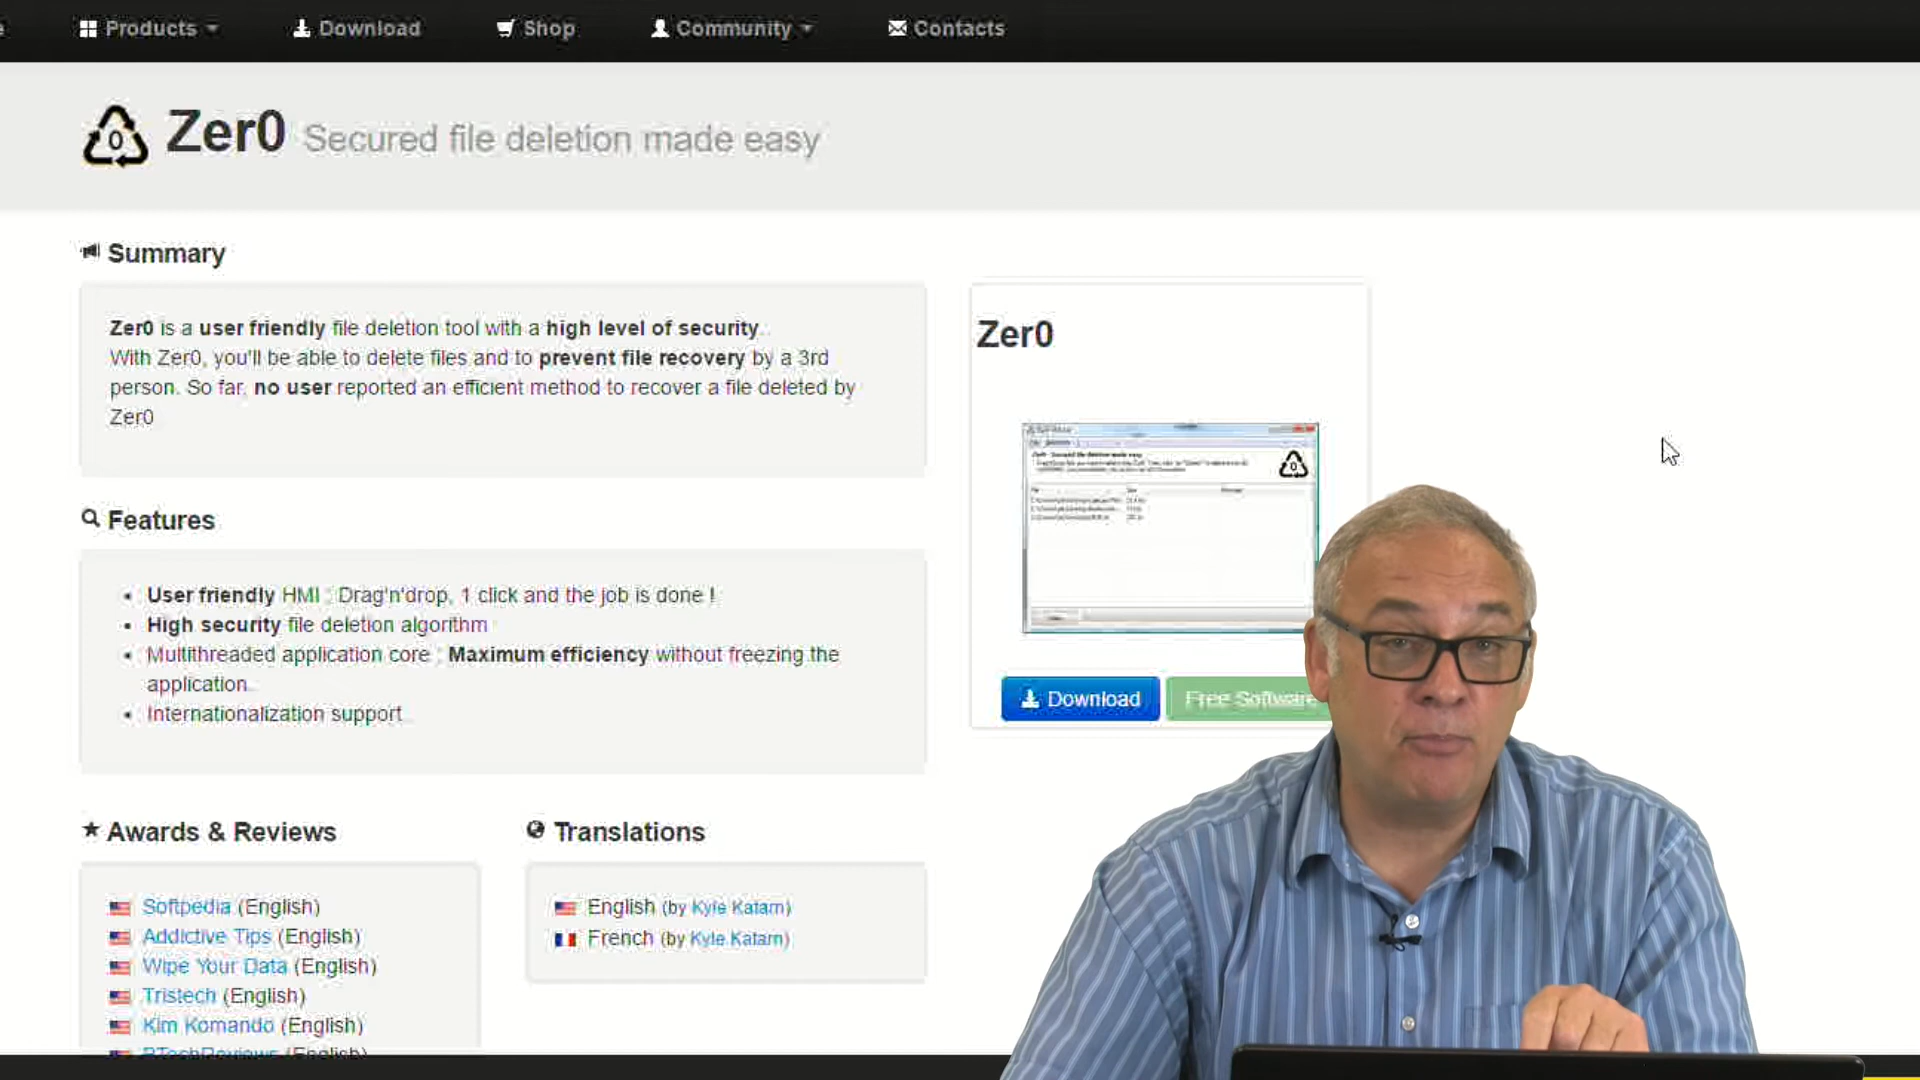 Products
Download
Shop
Community
Contacts
Zer0 Secured file deletion made easy
Summary
Zer0 is a user friendly file deletion tool with a high level of security.
With Zer0, you'll be able to delete files and to prevent file recovery by a 3rd
person. So far, no user reported an efficient method to recover a file deleted by
Zer0
Zer0
Features
User friendly HMI : Drag'n'drop, 1 click and the job is done !
High security file deletion algorithm
Multithreaded application core : Maximum efficiency without freezing the
application.
Internationalization support
Download
Free Software
Awards & Reviews
Softpedia (English)
Addictive Tips (English)
Wipe Your Data (English)
Tristech (English)
Kim Komando (English)
Translations
English (by Kyle Katarn)
French (by Kyle Katarn)